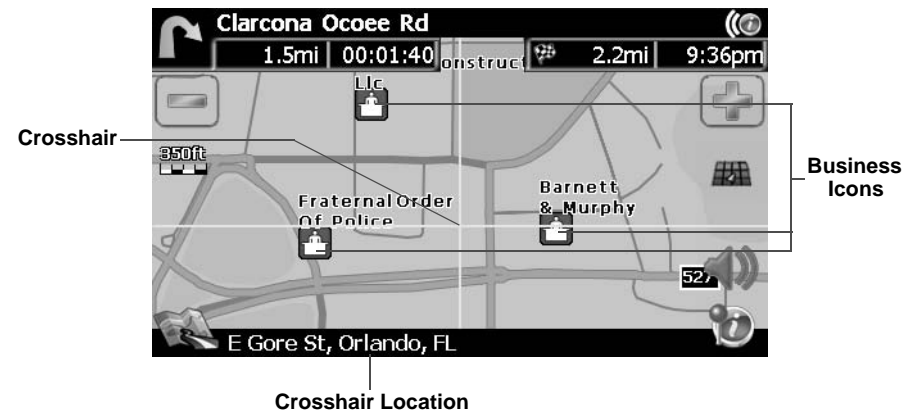 Clarcona Ocoee Rd
1.5mi 00:01:40 2.2mi 9:36pm
onstruct
Llc
Crosshair
350ft
Business
Icons
Barnett
& Murphy
Fraternal Order
Of Police
527
E Gore St, Orlando, FL
Crosshair Location